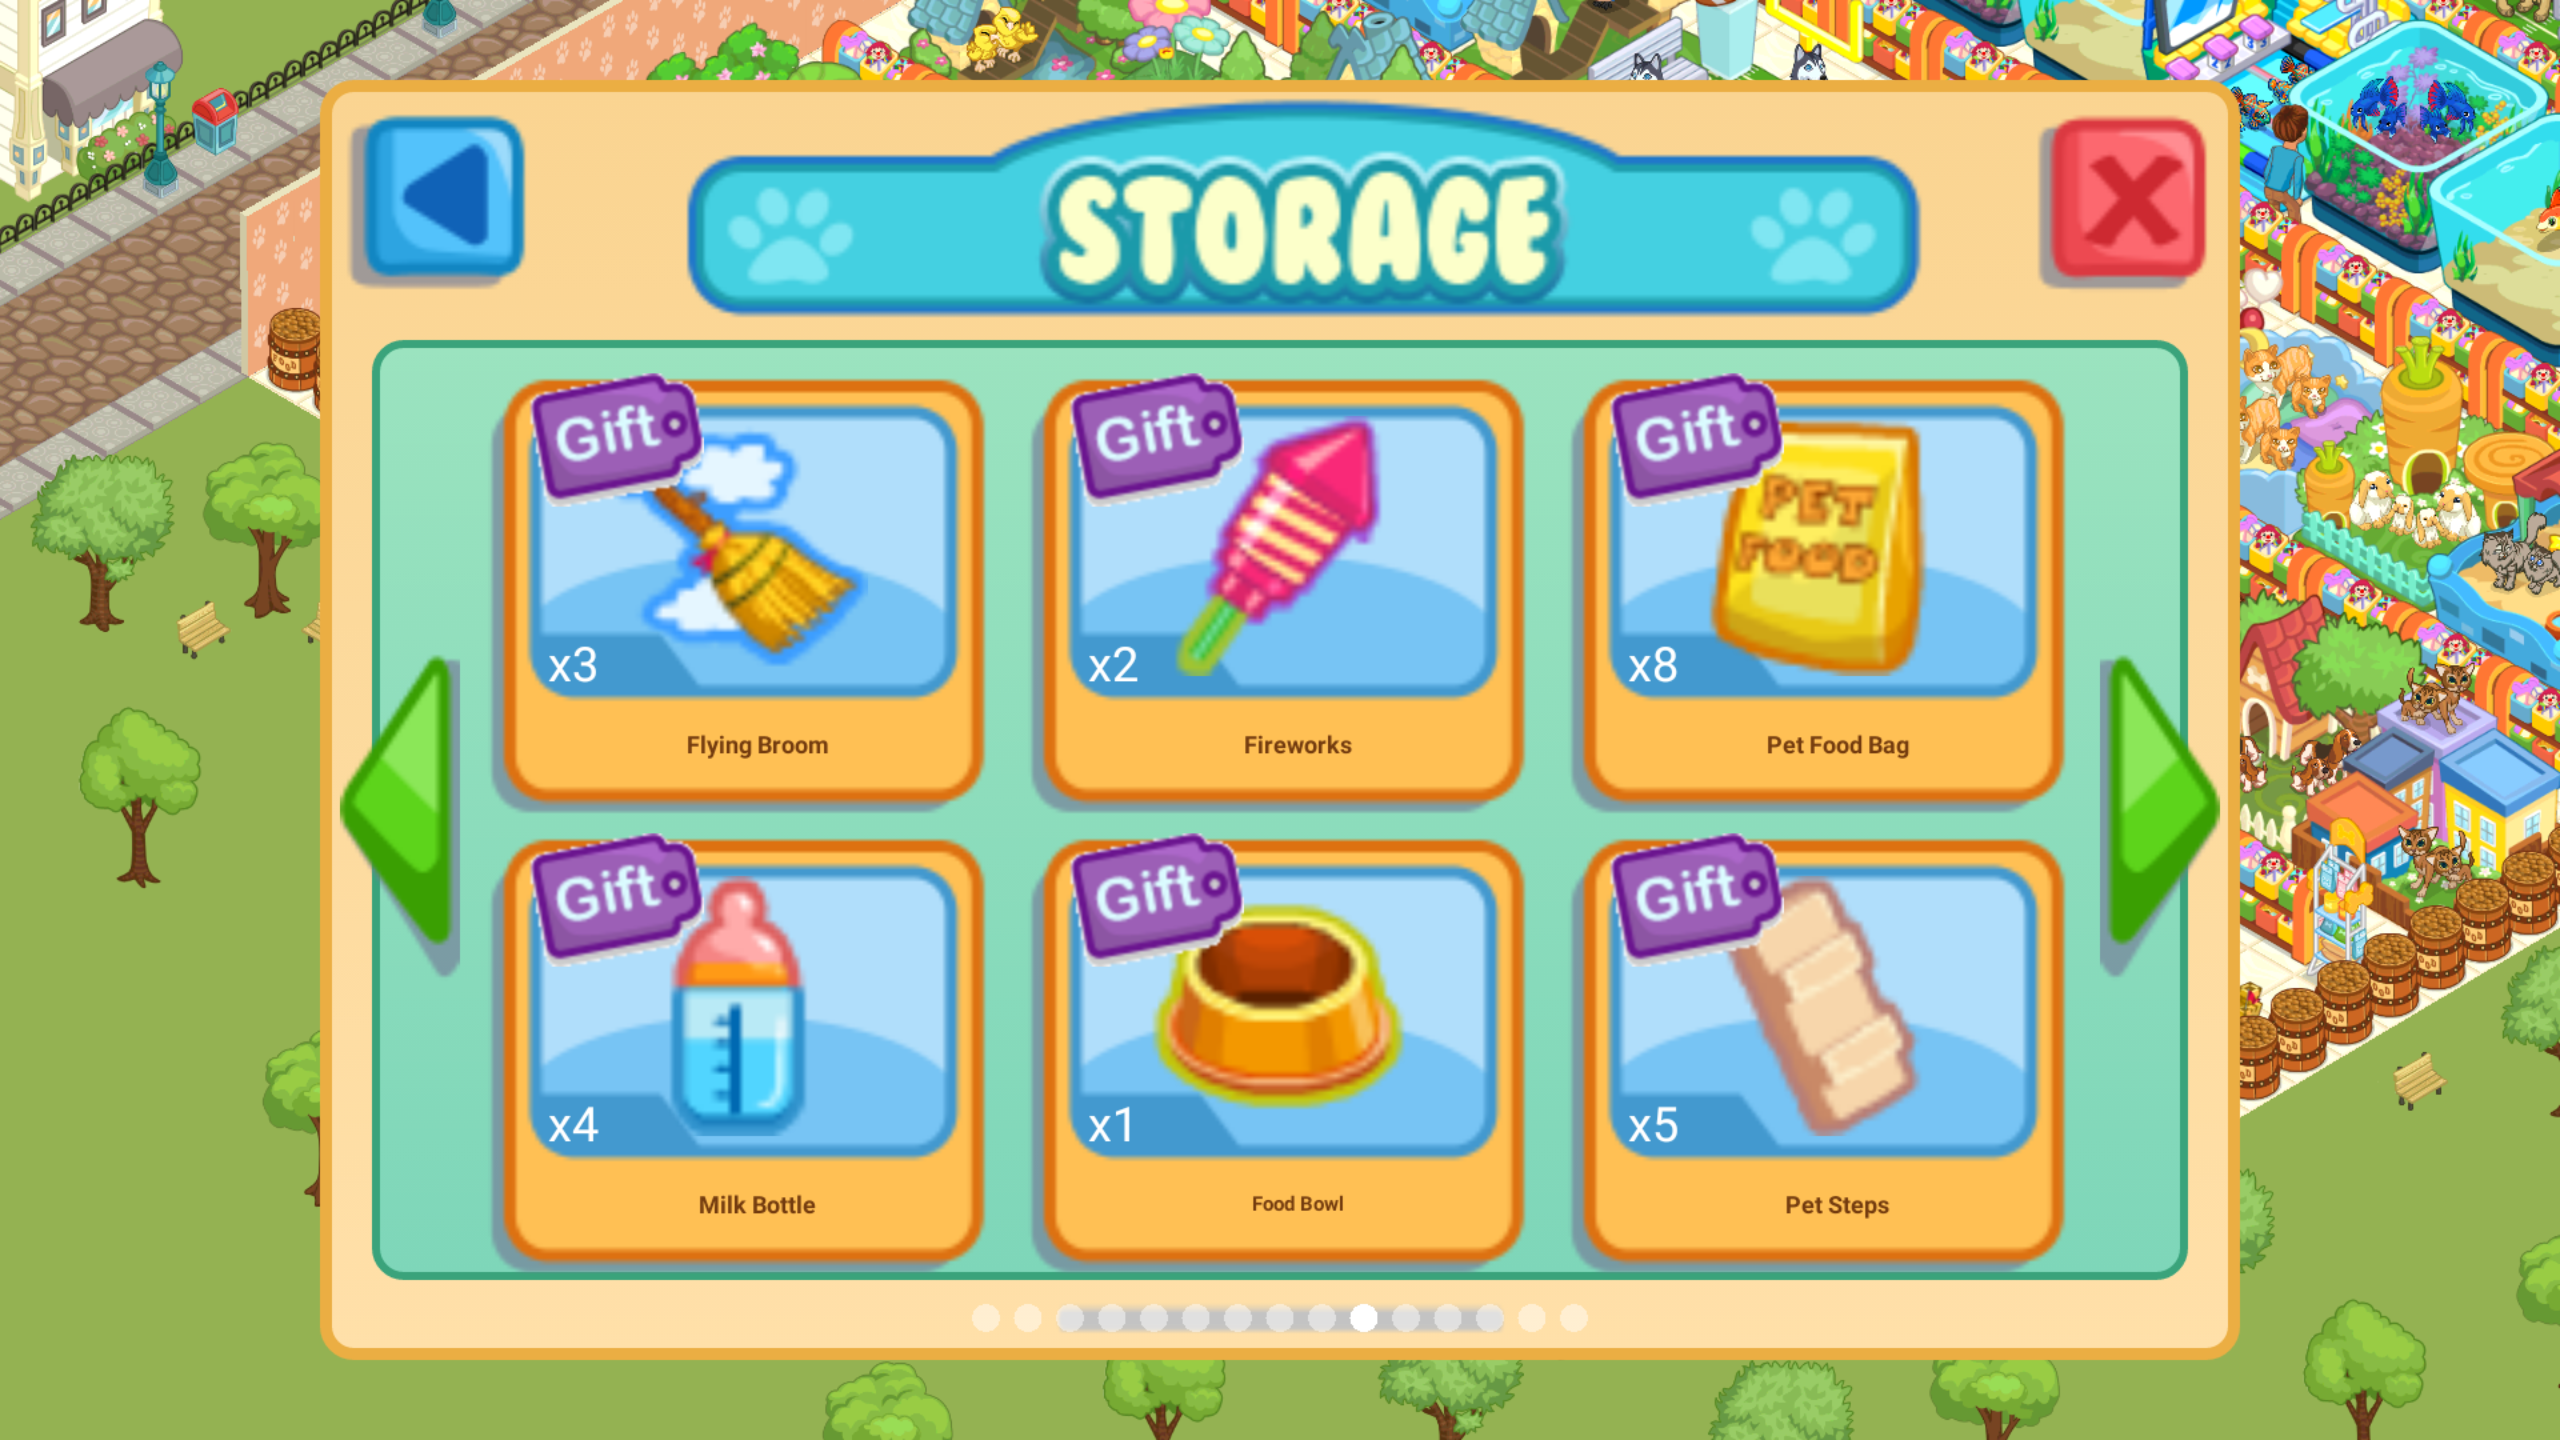 STORAGE
Gift
x3
Flying Broom
Gift
x2
Fireworks
Gift
PET
FOOD
x8
Pet Food Bag
Gift
x4
Milk Bottle
Gift
x1
Food Bowl
Gift
x5
Pet Steps